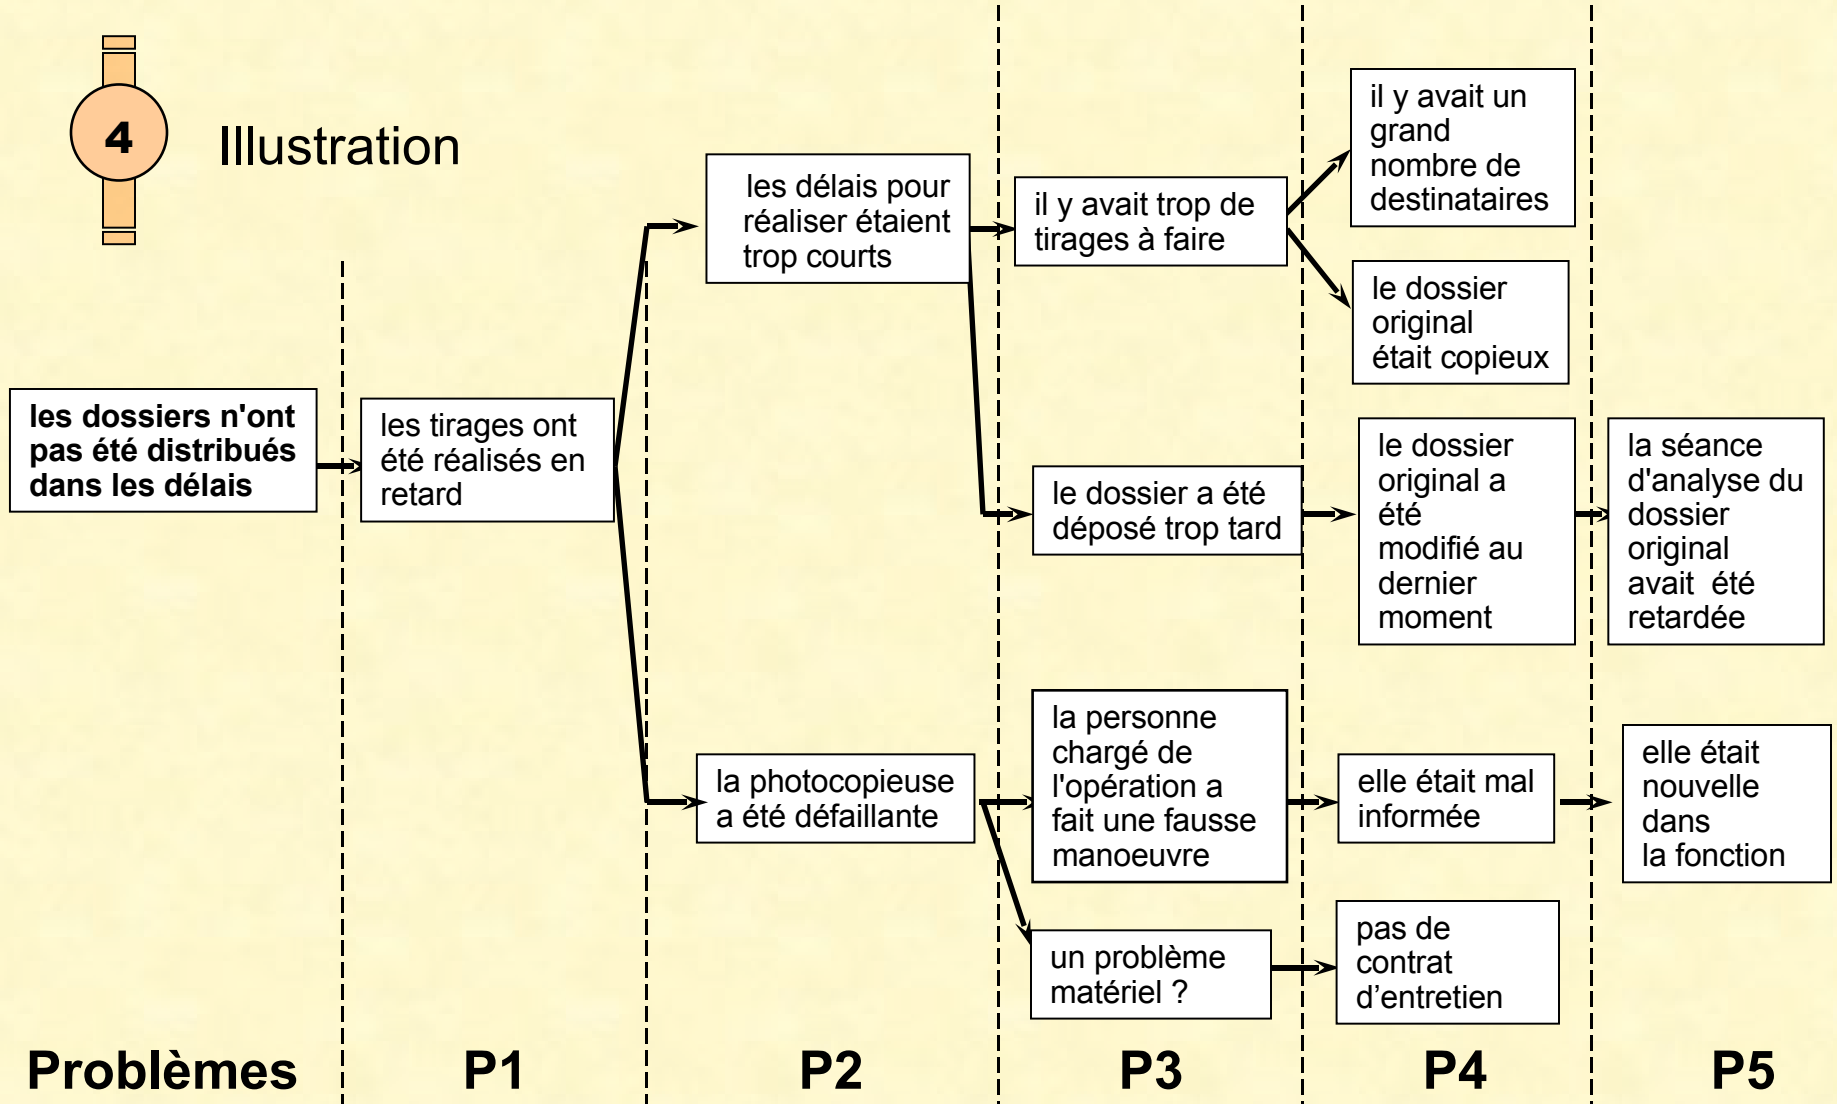 4
Illustration
les dossiers n'ont
pas été distribués
dans les délais
les tirages ont
été réalisés en
retard
les délais pour
réaliser étaient
trop courts
la photocopieuse
a été défaillante
il y avait trop de
tirages à faire
le dossier a été
déposé trop tard
la personne
chargé de
l'opération a
fait une fausse
manoeuvre
un problème
matériel ?
il y avait un
grand
nombre de
destinataires
le dossier
original
était copieux
le dossier
original a
été
modifié au
dernier
moment
elle était mal
informée
pas de
contrat
d’entretien
la séance
d'analyse du
dossier
original
avait été
retardée
elle était
nouvelle
dans
la fonction
Problèmes
P1
P2
P3
P4
P5